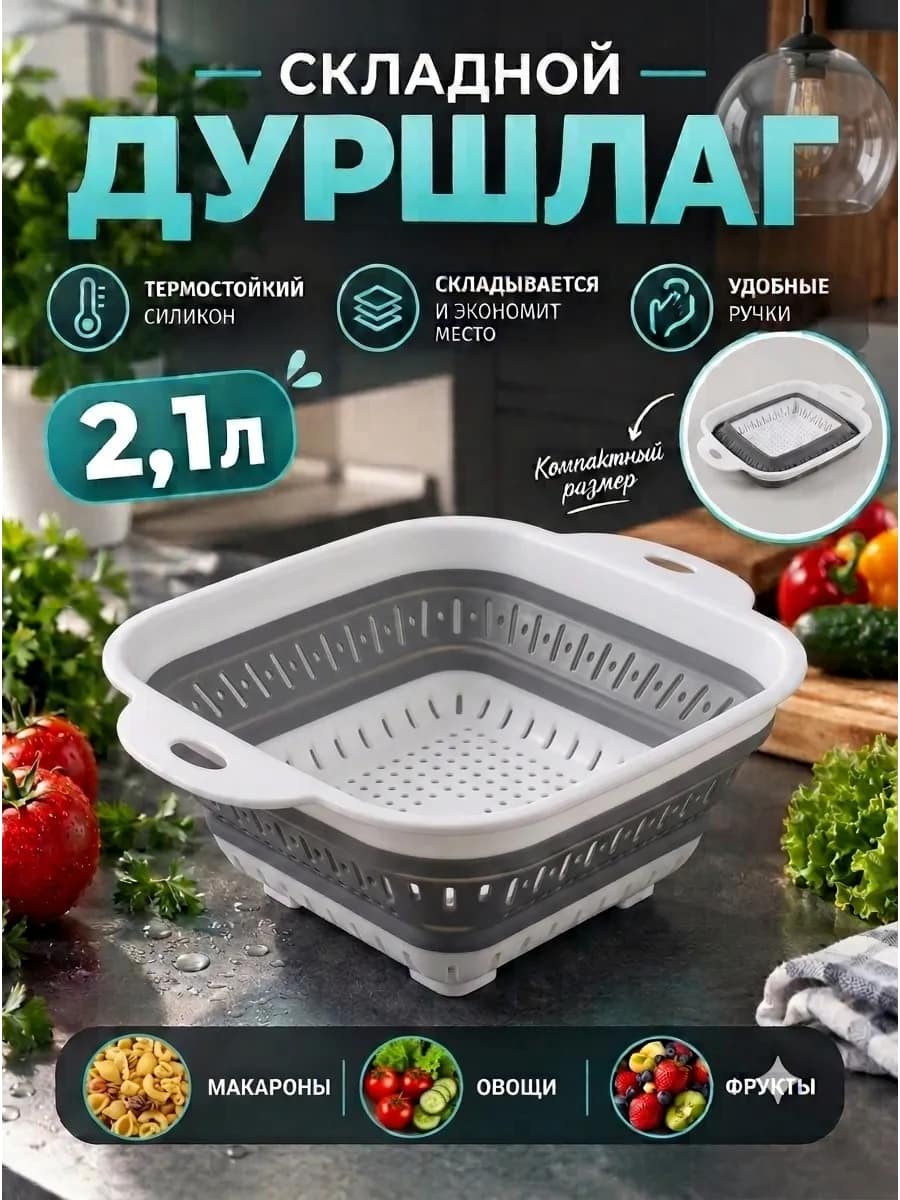 СКЛАДНОЙ
ДУРШЛАГ
ТЕРМОСТОЙКИЙ
СИЛИКОН
СКЛАДЫВАЕТСЯ
И ЭКОНОМИТ
МЕСТО
УДОБНЫЕ
РУЧКИ
2,1л
Компактный
размер
МАКАРОНЫ
ОВОЩИ
ФРУКТЫ